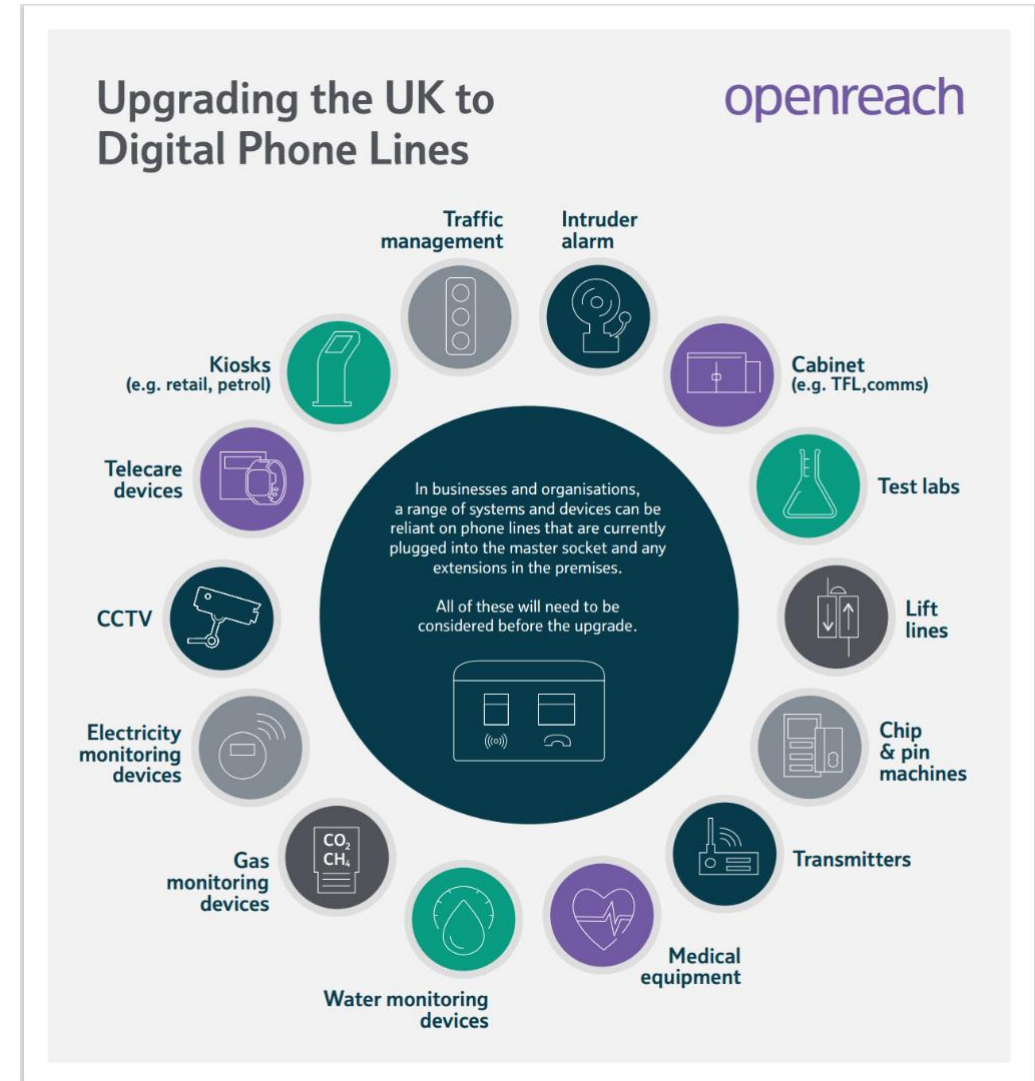 Upgrading the UK to
Digital Phone Lines
openreach
Traffic
management
Intruder
alarm
Kiosks
(e.g. retail, petrol)
Cabinet
(e.g. TFL,comms)
Telecare
devices
Test labs
In businesses and organisations,
a range of systems and devices can be
reliant on phone lines that are currently
plugged into the master socket and any
extensions in the premises.
All of these will need to be
considered before the upgrade.
CCTV
Lift
lines
Electricity
monitoring
devices
Chip
& pin
machines
CO₂
CH₄
Gas
monitoring
devices
Transmitters
Medical
equipment
Water monitoring
devices